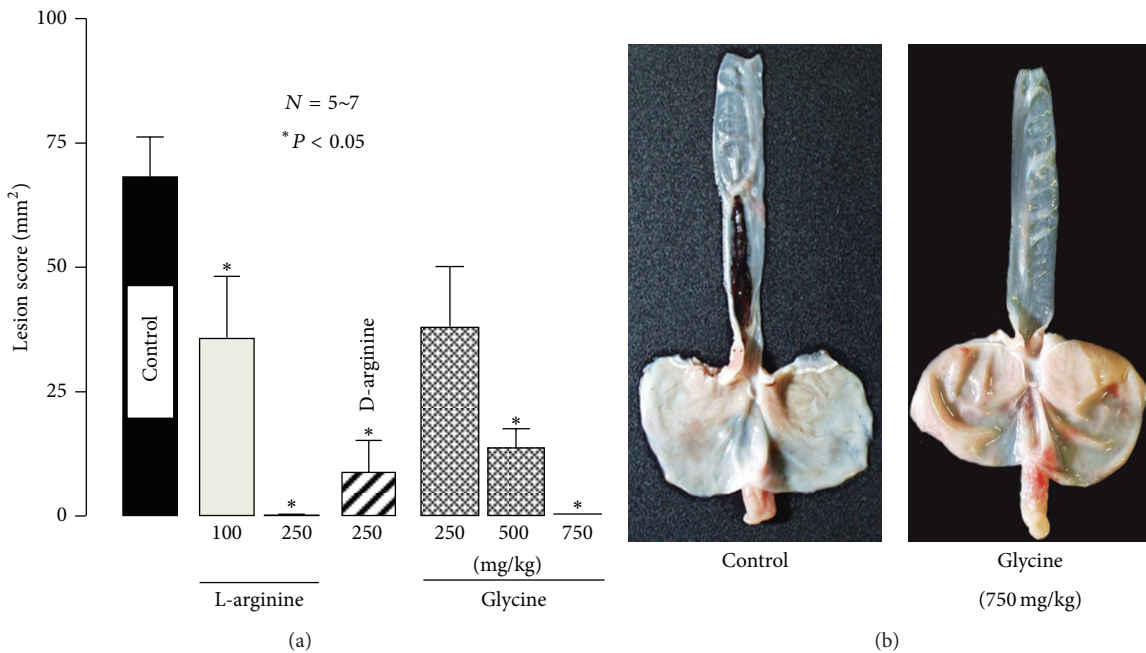 100
75
50
25
0
Lesion score (mm²)
N = 5~7
* P < 0.05
Control
*
*
D-arginine
*
*
*
100
250
250
250
500
750
(mg/kg)
L-arginine
Glycine
(a)
Control
Glycine
(750 mg/kg)
(b)